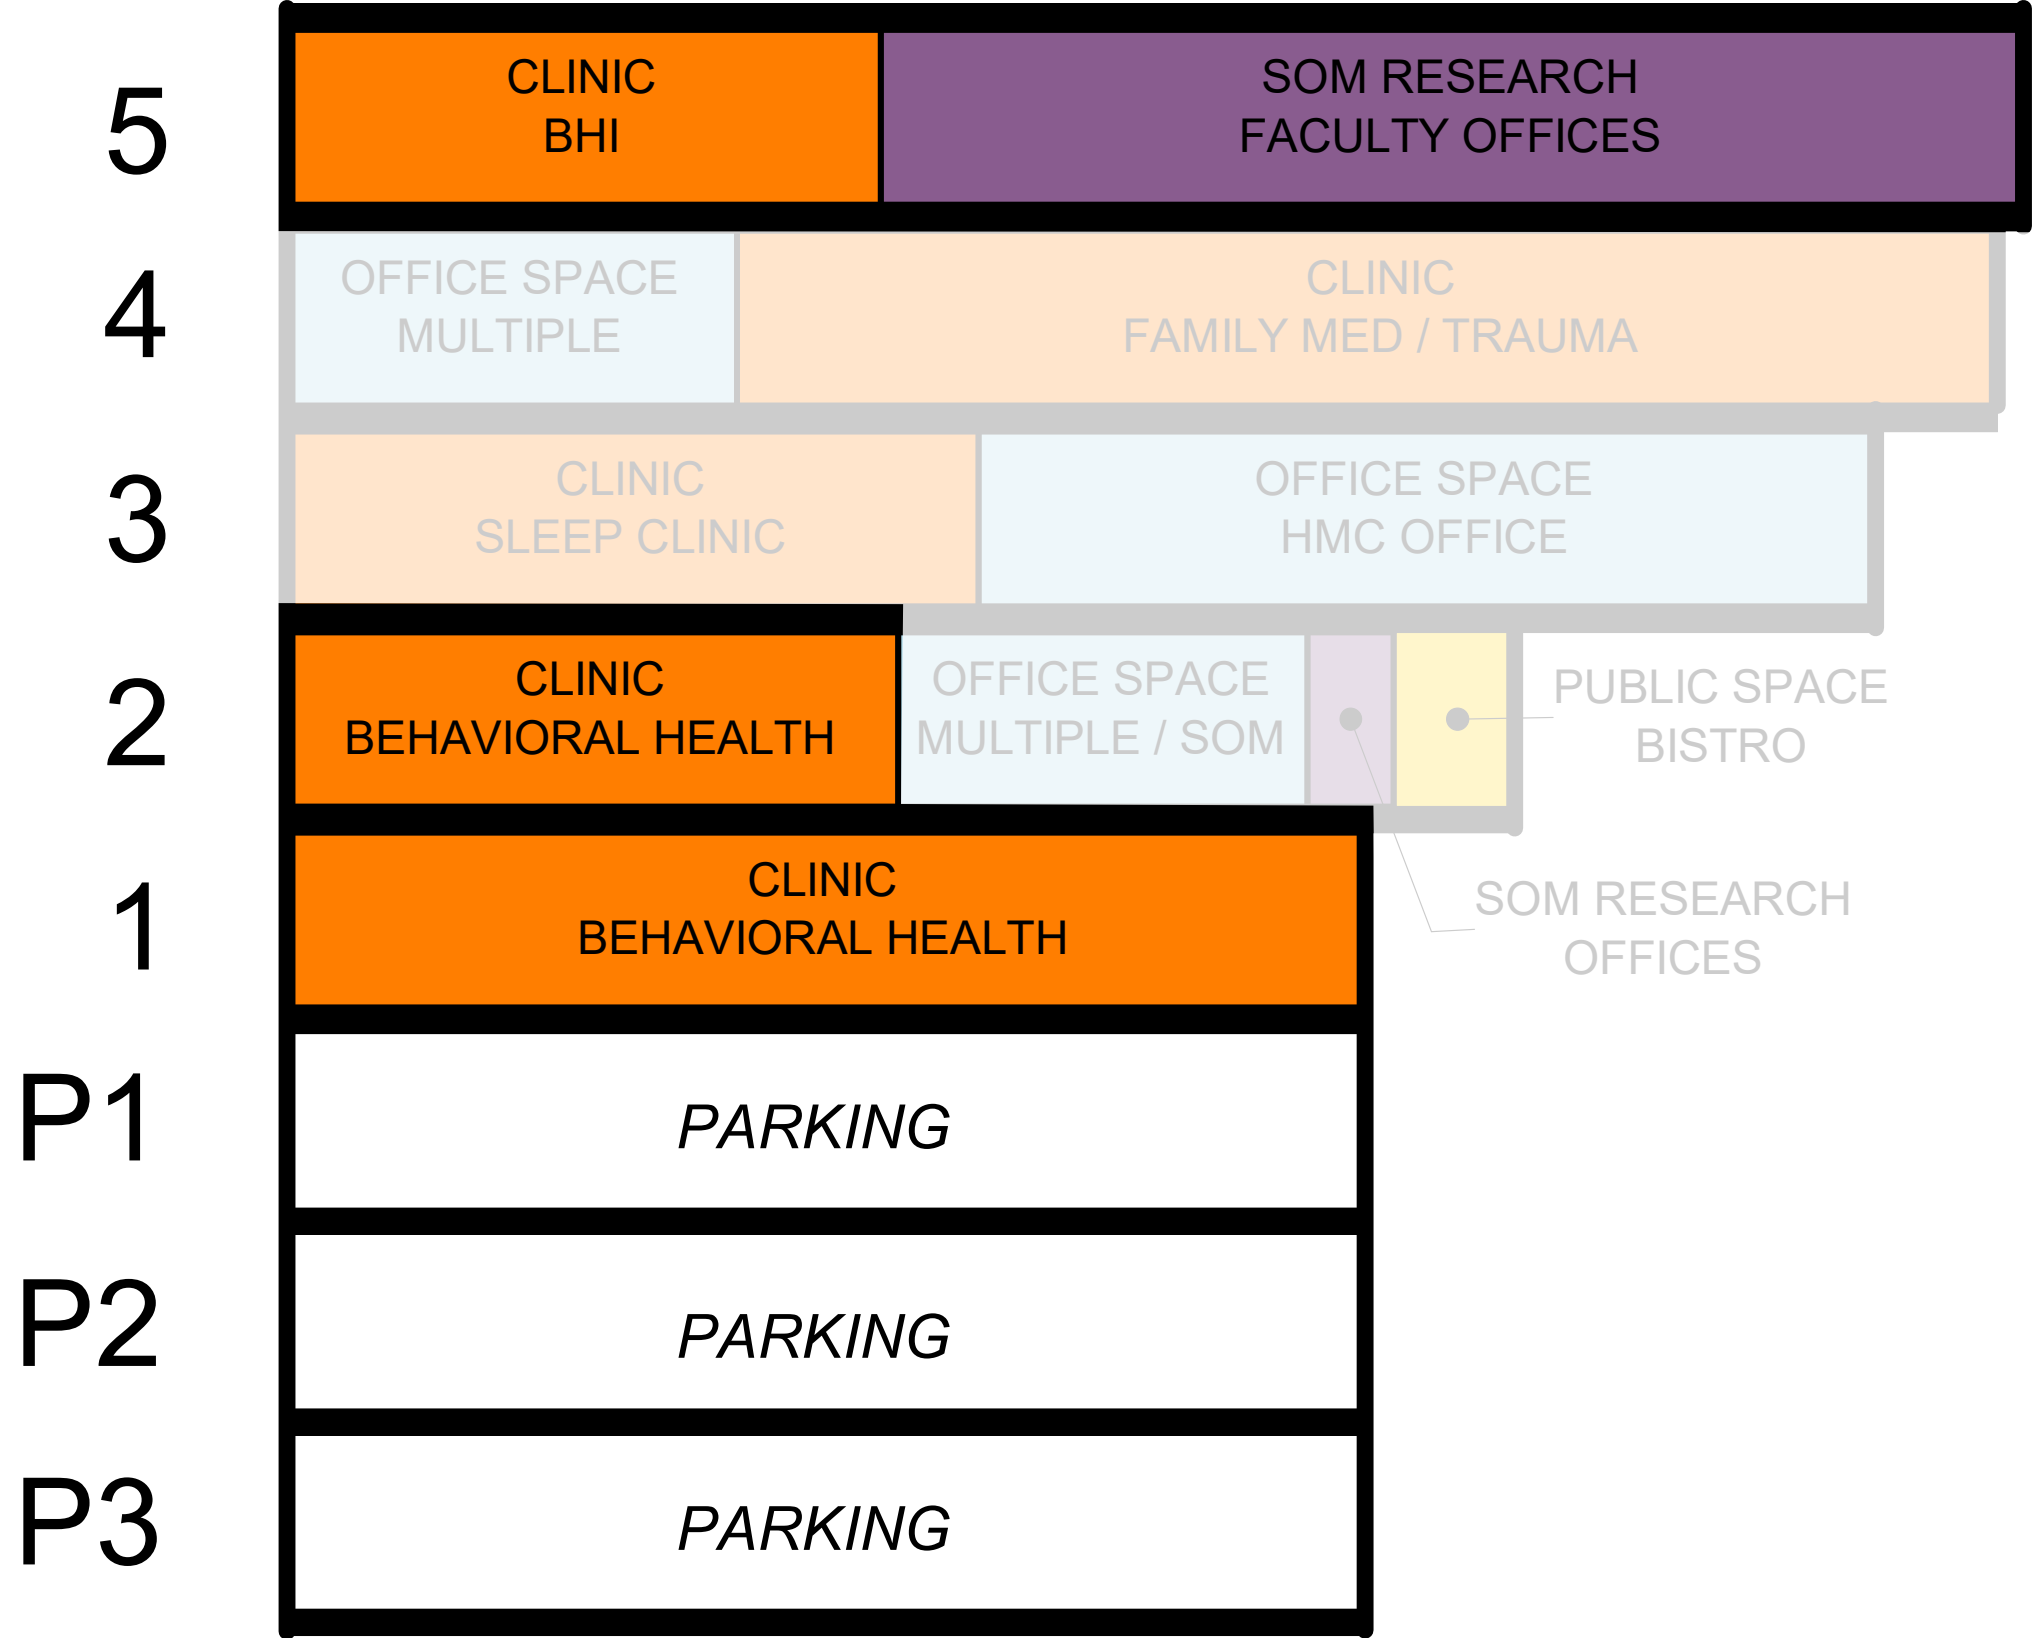 5
CLINIC
BHI
SOM RESEARCH
FACULTY OFFICES
4
OFFICE SPACE
MULTIPLE
CLINIC
FAMILY MED / TRAUMA
3
CLINIC
SLEEP CLINIC
OFFICE SPACE
HMC OFFICE
2
CLINIC
BEHAVIORAL HEALTH
OFFICE SPACE
MULTIPLE / SOM
PUBLIC SPACE
BISTRO
SOM RESEARCH
OFFICES
1
CLINIC
BEHAVIORAL HEALTH
P1
PARKING
P2
PARKING
P3
PARKING